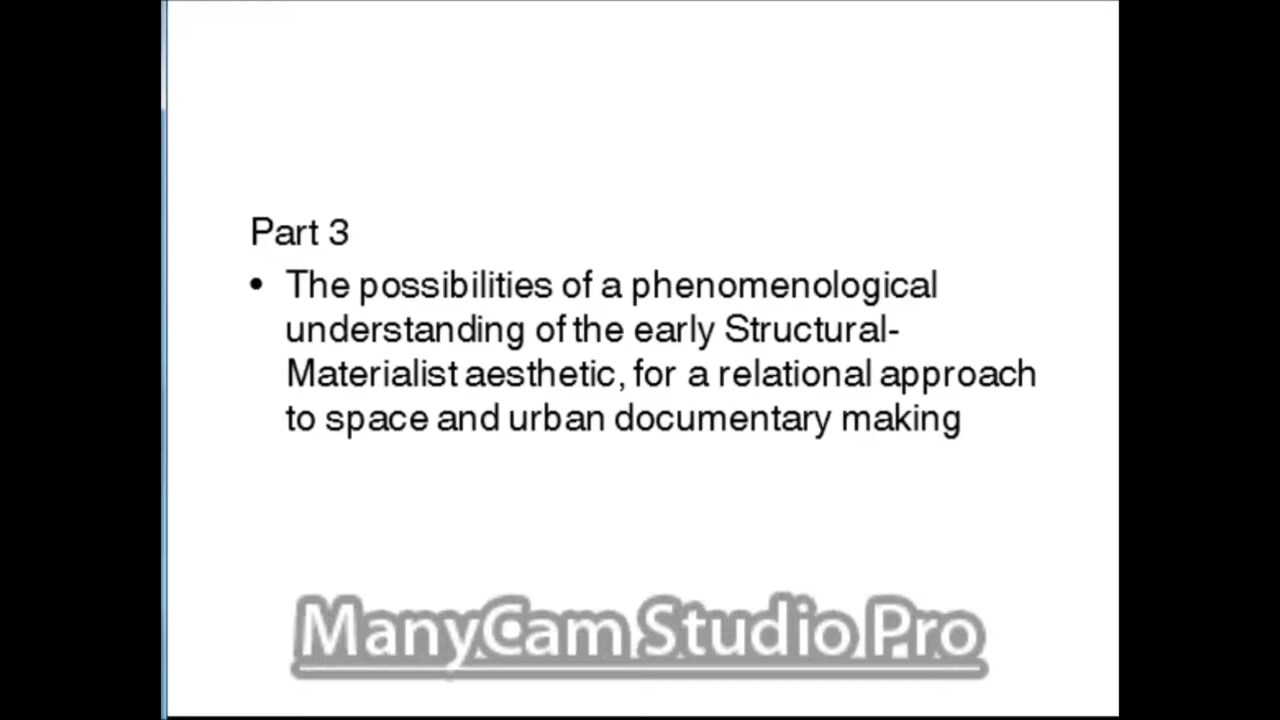 Part 3
• The possibilities of a phenomenological
understanding of the early Structural-
Materialist aesthetic, for a relational approach
to space and urban documentary making
ManyCam Studio Pro